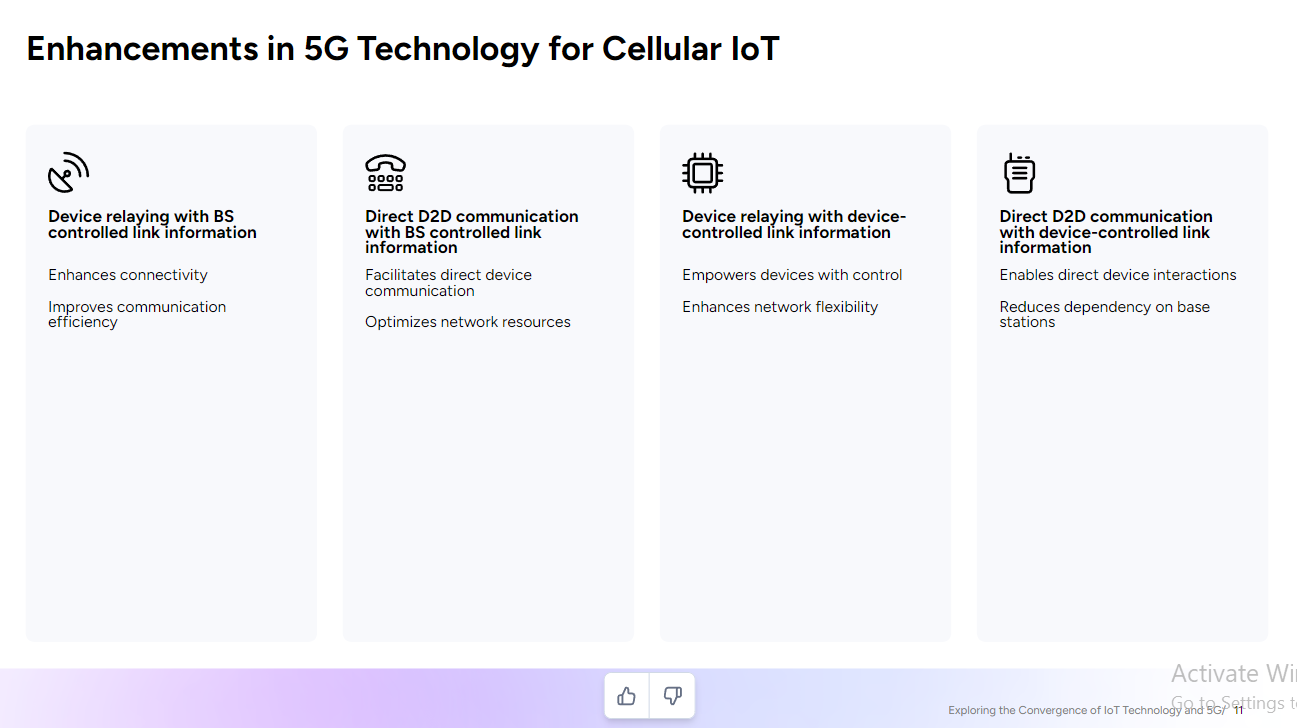 Enhancements in 5G Technology for Cellular IoT
Device relaying with BS
controlled link information
Enhances connectivity
Improves communication
efficiency
Direct D2D communication
with BS controlled link
information
Facilitates direct device
communication
Optimizes network resources
Device relaying with device-
controlled link information
Empowers devices with control
Enhances network flexibility
Direct D2D communication
with device-controlled link
information
Enables direct device interactions
Reduces dependency on base
stations
Activate Wi
Go to Settings t
Exploring the Convergence of IoT Technology and 5G/ 11